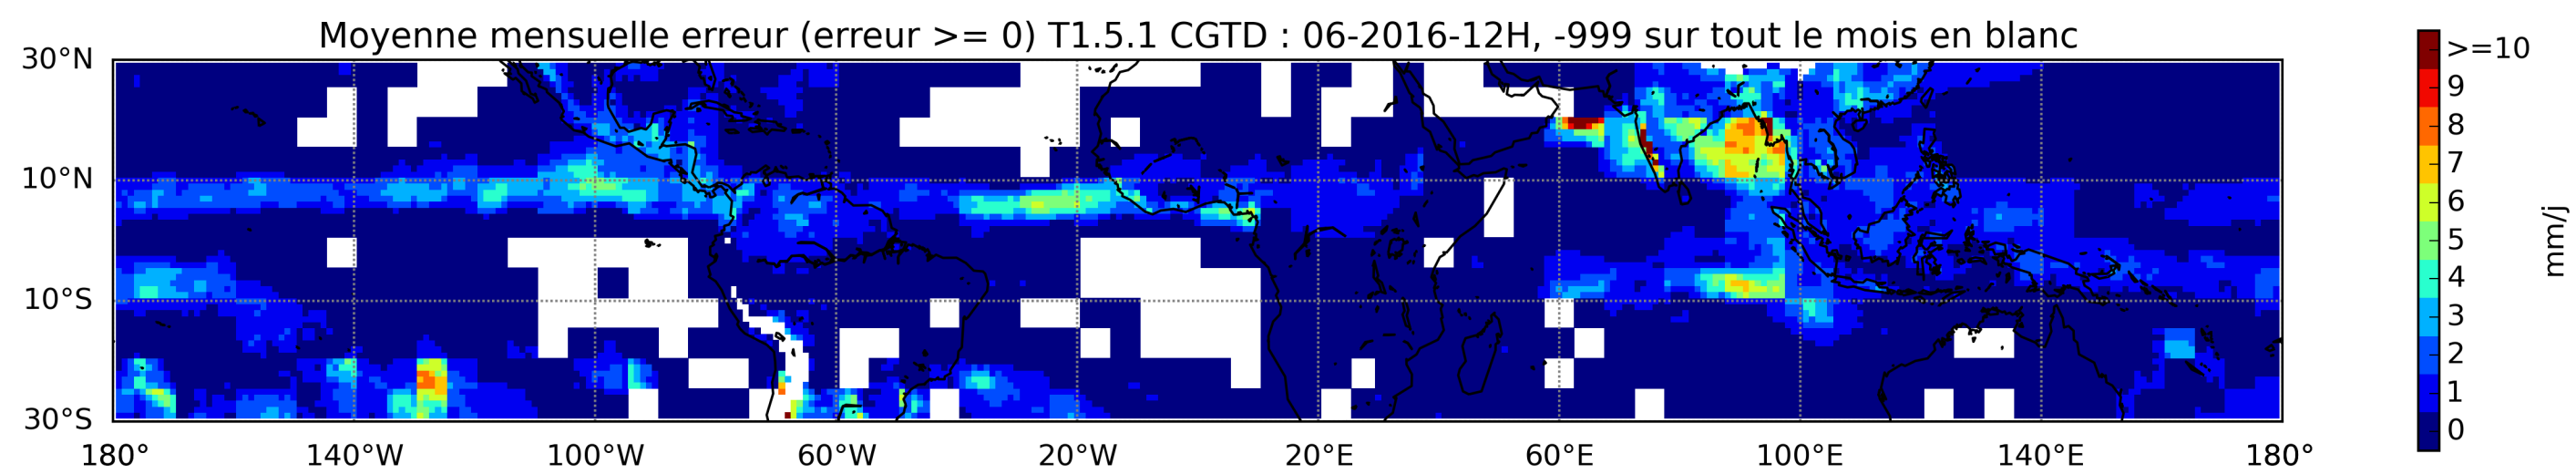 Moyenne mensuelle erreur (erreur >= 0) T1.5.1 CGTD : 06-2016-12H, -999 sur tout le mois en blanc
30°N
10°N
10°S
30°S
180° 140°W 100°W 60°W 20°W 20°E 60°E 100°E 140°E 180°
>=10
9
8
7
6
5
4
3
2
1
0
mm/j